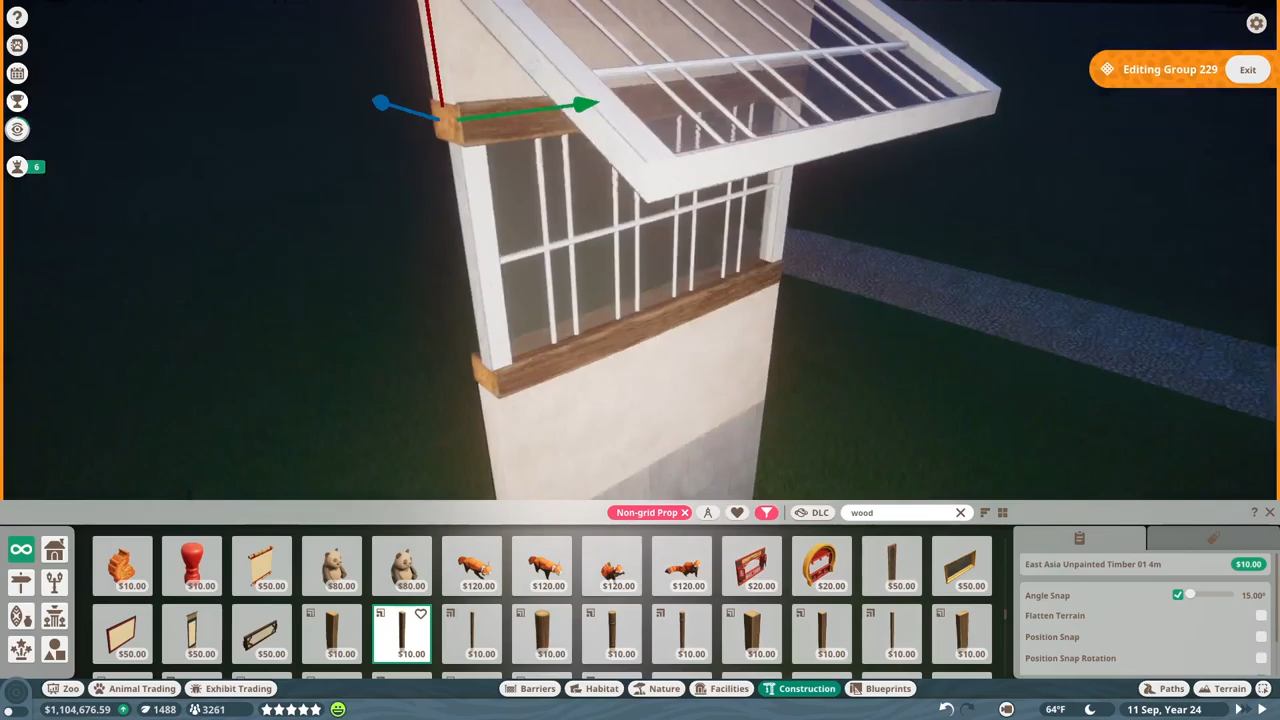 Editing Group 229 Exit
6
Non-grid Prop DLC wood
$10.00 $10.00 $50.00 $80.00 $80.00 $120.00 $120.00 $120.00 $120.00 $20.00 $20.00 $50.00 $50.00
East Asia Unpainted Timber 01 4m $10.00
Angle Snap 15.00°
Flatten Terrain
$50.00 $50.00 $50.00 $10.00 $10.00 $10.00 $10.00 $10.00 $10.00 $10.00 $10.00 $10.00 $10.00
Position Snap
Position Snap Rotation
Zoo Animal Trading Exhibit Trading Barriers Habitat Nature Facilities Construction Blueprints Paths Terrain
$1,104,676.59 1488 3261 64°F 11 Sep, Year 24